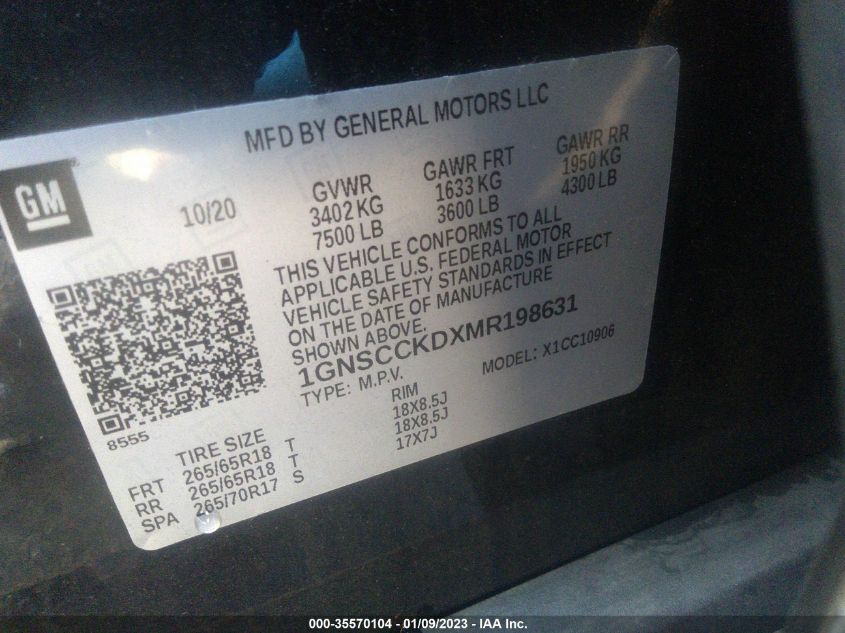 MFD BY GENERAL MOTORS LLC
GM
10/20
GVWR
3402 KG
7500 LB
GAWR FRT
1633 KG
3600 LB
GAWR RR
1950 KG
4300 LB
THIS VEHICLE CONFORMS TO ALL
APPLICABLE U.S. FEDERAL MOTOR
VEHICLE SAFETY STANDARDS IN EFFECT
ON THE DATE OF MANUFACTURE
SHOWN ABOVE.
1GNSCCKDXMR198631
TYPE: M.P.V.
MODEL: X1CC10906
8555
TIRE SIZE
RIM
FRT 265/65R18 T 18X8.5J
RR 265/65R18 T 18X8.5J
SPA 265/70R17 S 17X7J
000-35570104 - 01/09/2023 - IAA Inc.